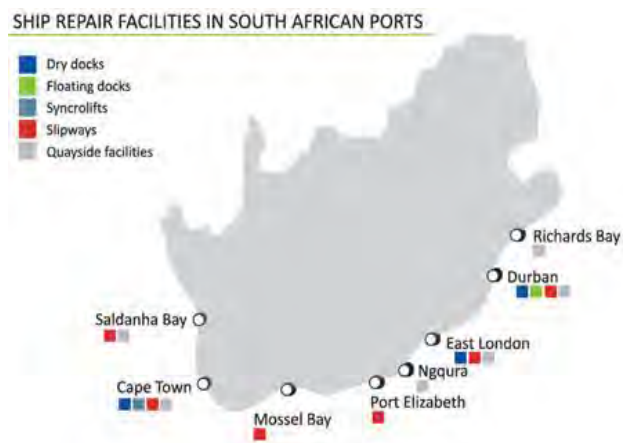 SHIP REPAIR FACILITIES IN SOUTH AFRICAN PORTS
Dry docks
Floating docks
Syncrolifts
Slipways
Quayside facilities
Richards Bay
Durban
Saldanha Bay
East London
Ngqura
Cape Town
Port Elizabeth
Mossel Bay